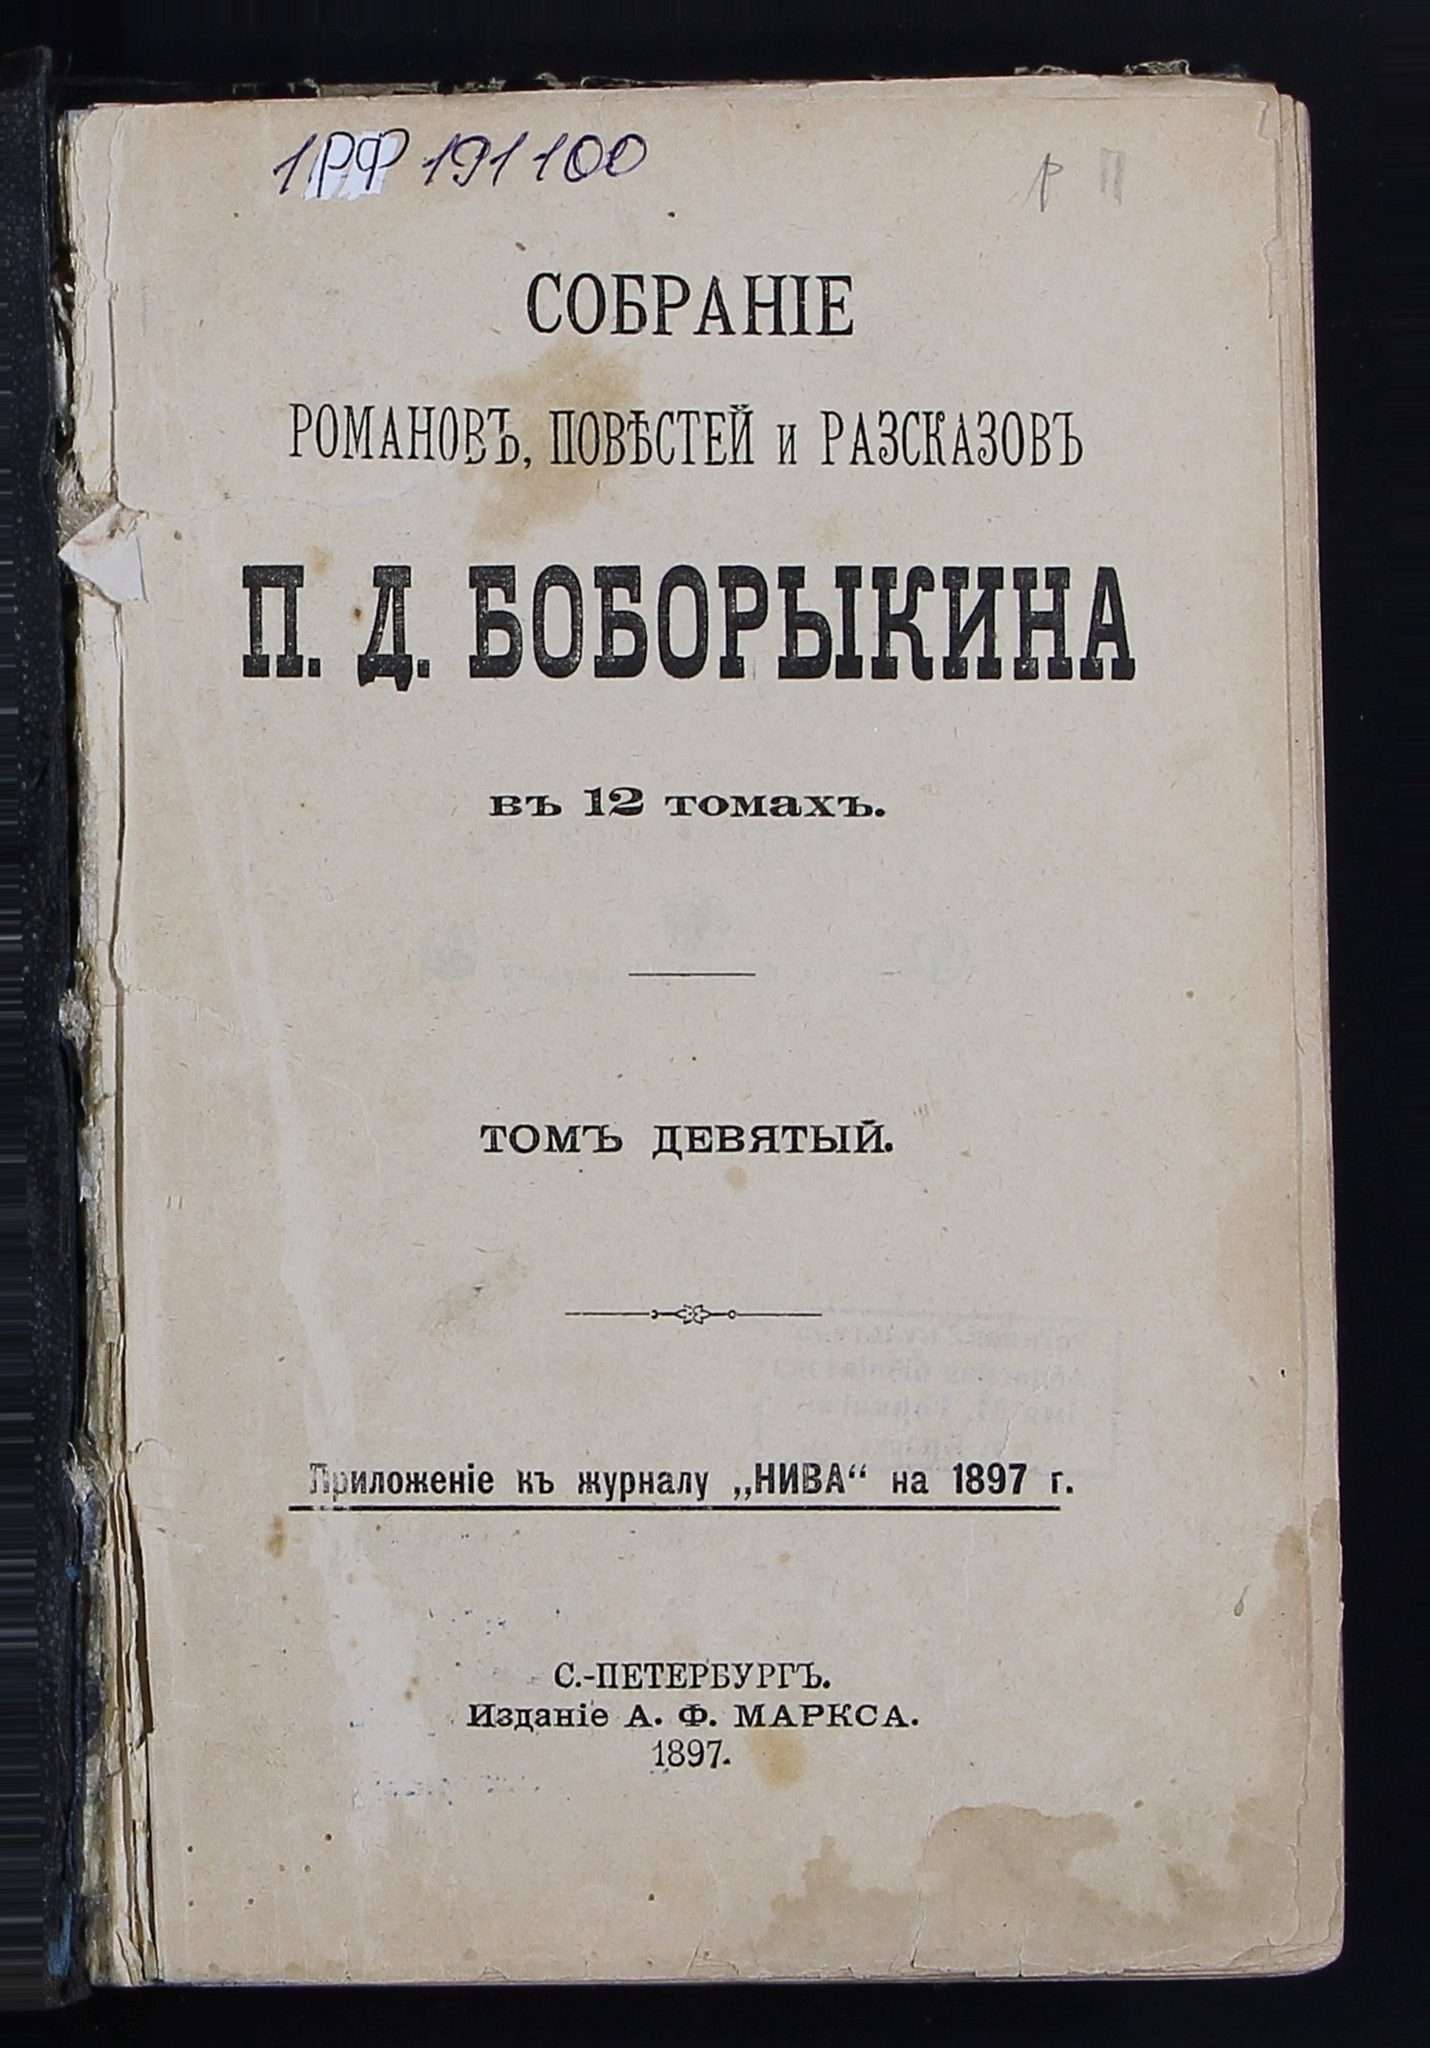 1РФ 191100
СОБРАНІЕ
РОМАНОВЪ, ПОВѢСТЕЙ и РАЗСКАЗОВЪ
П. Д. БОБОРЫКИНА
въ 12 томахъ.
ТОМЪ ДЕВЯТЫЙ.
Приложеніе къ журналу „НИВА“ на 1897 г.
С.-ПЕТЕРБУРГЪ.
Изданіе А. Ф. МАРКСА.
1897.